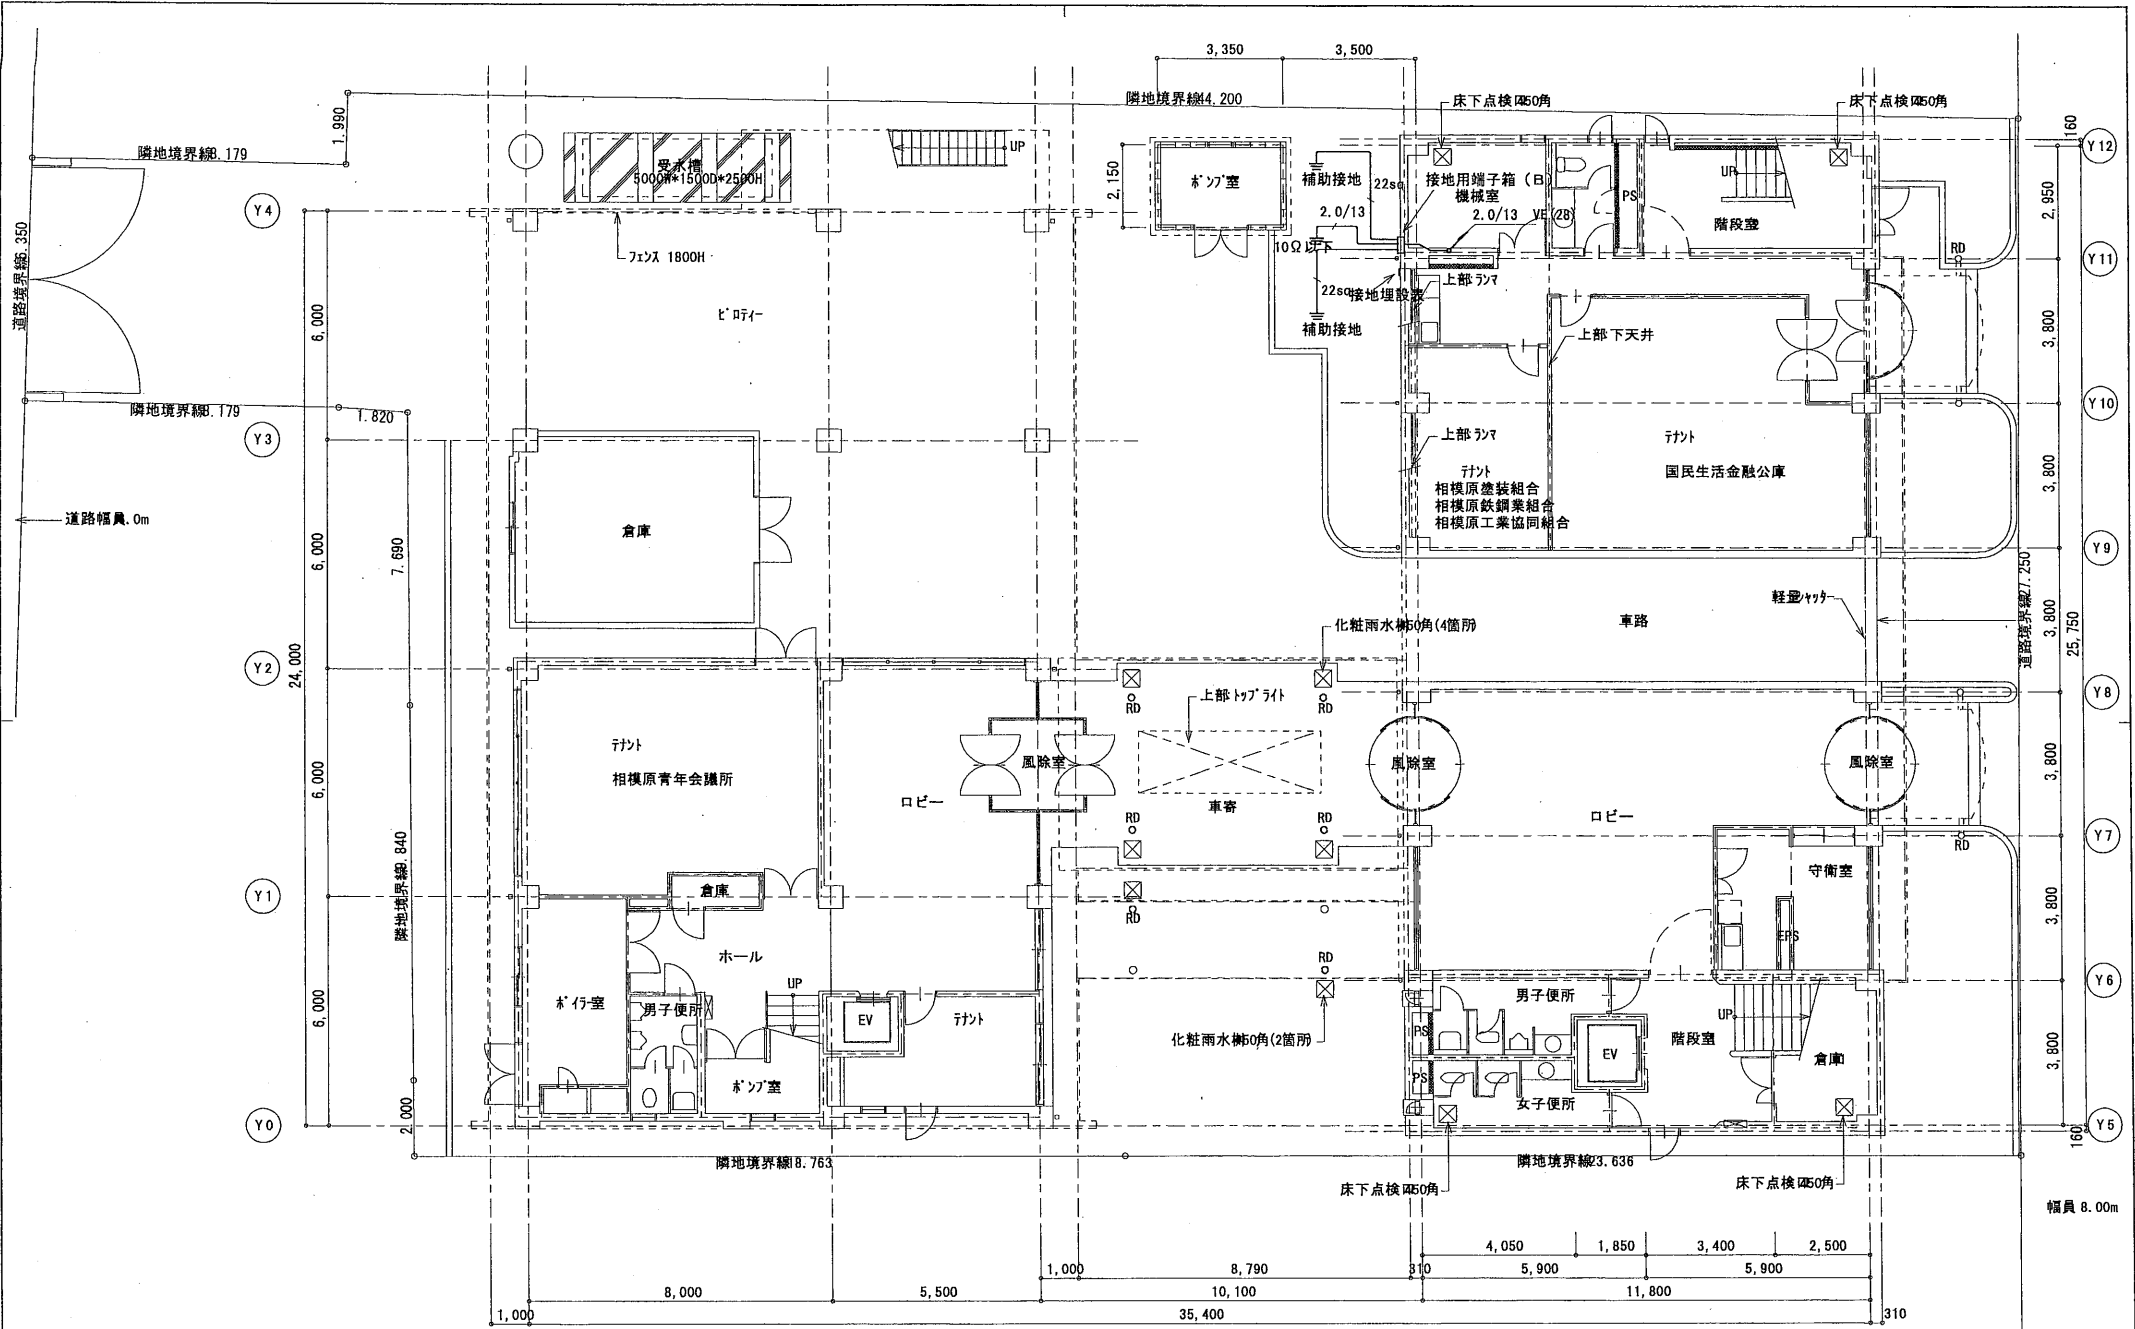 3,350
3,500
隣地境界線44.200
床下点検口450角
床下点検口450角
1.990
160
隣地境界線8.179
受水槽
5000W*1500D*2500H
UP
ポンプ室
2,150
補助接地
22sq
接地用端子箱(B)
機械室
2.0/13
2.0/13 VE(28)
10Ω以下
PS
UP
階段室
Y12
2,950
Y4
道路境界線6.350
フェンス 1800H
RD
Y11
22sq
接地埋設表
上部ランマ
補助接地
6,000
ピロティー
上部下天井
3,800
隣地境界線8.179
1.820
Y10
Y3
上部ランマ
テナント
国民生活金融公庫
テナント
相模原塗装組合
相模原鉄鋼業組合
相模原工業協同組合
3,800
道路幅員.0m
倉庫
6,000
7.690
Y9
軽量シャッター
車路
道路境界線27.250
3,800
25,750
化粧雨水桝450角(4箇所)
Y2
24,000
RD
RD
上部トップライト
Y8
テナント
相模原青年会議所
6,000
ロビー
風除室
車寄
風除室
ロビー
風除室
3,800
RD
RD
RD
Y7
隣地境界線9.840
倉庫
守衛室
Y1
RD
3,800
EPS
ホール
RD
UP
Y6
ボイラー室
男子便所
EV
テナント
6,000
男子便所
PS
UP
階段室
EV
化粧雨水桝450角(2箇所)
倉庫
3,800
PS
ポンプ室
女子便所
2.000
Y0
Y5
160
隣地境界線18.763
隣地境界線23.636
床下点検口450角
床下点検口450角
幅員 8.00m
4,050
1,850
3,400
2,500
1,000
8,790
310
5,900
5,900
8,000
5,500
10,100
11,800
1,000
35,400
310